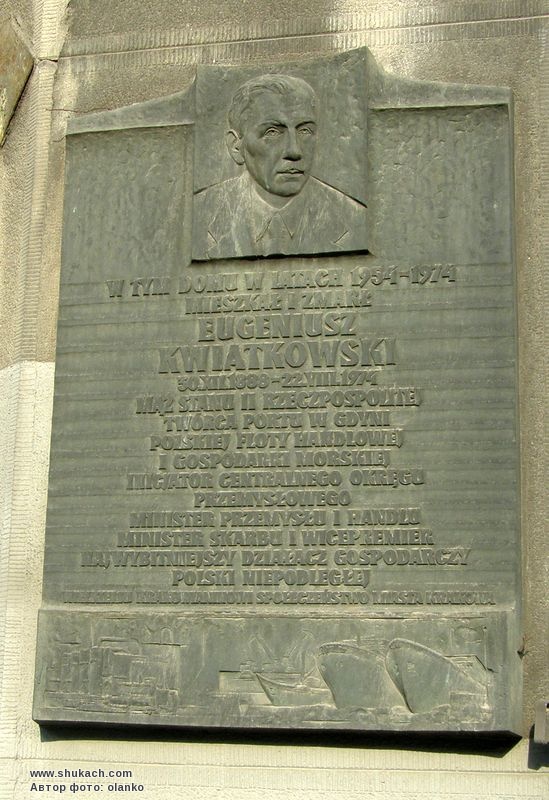 W TYM DOMU W LATACH 1954-1974
MIESZKAŁ I ZMARŁ
EUGENIUSZ
KWIATKOWSKI
30.XII.1888-22.VIII.1974
MĄŻ STANU II RZECZPOSPOLITEJ
TWÓRCA PORTU W GDYNI
POLSKIEJ FLOTY HANDLOWEJ
I GOSPODARKI MORSKIEJ
INICJATOR CENTRALNEGO OKRĘGU
PRZEMYSŁOWEGO
MINISTER PRZEMYSŁU I HANDLU
MINISTER SKARBU I WICEPREMIER
NAJWYBITNIEJSZY DZIAŁACZ GOSPODARCZY
POLSKI NIEPODLEGŁEJ
SPOŁECZEŃSTWO MIASTA KRAKOWA
www.shukach.com
Автор фото: olanko